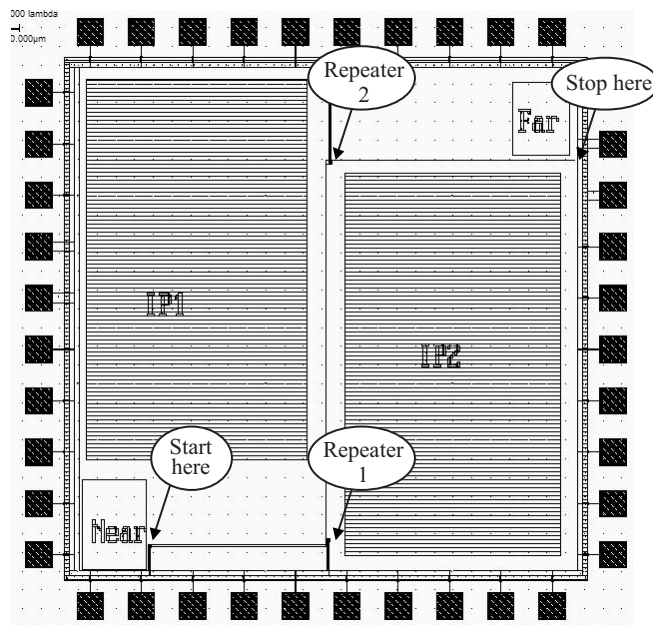 000 lambda
0.000µm
Repeater
2
Stop here
Far
IP1
IP2
Start
here
Repeater
1
Near